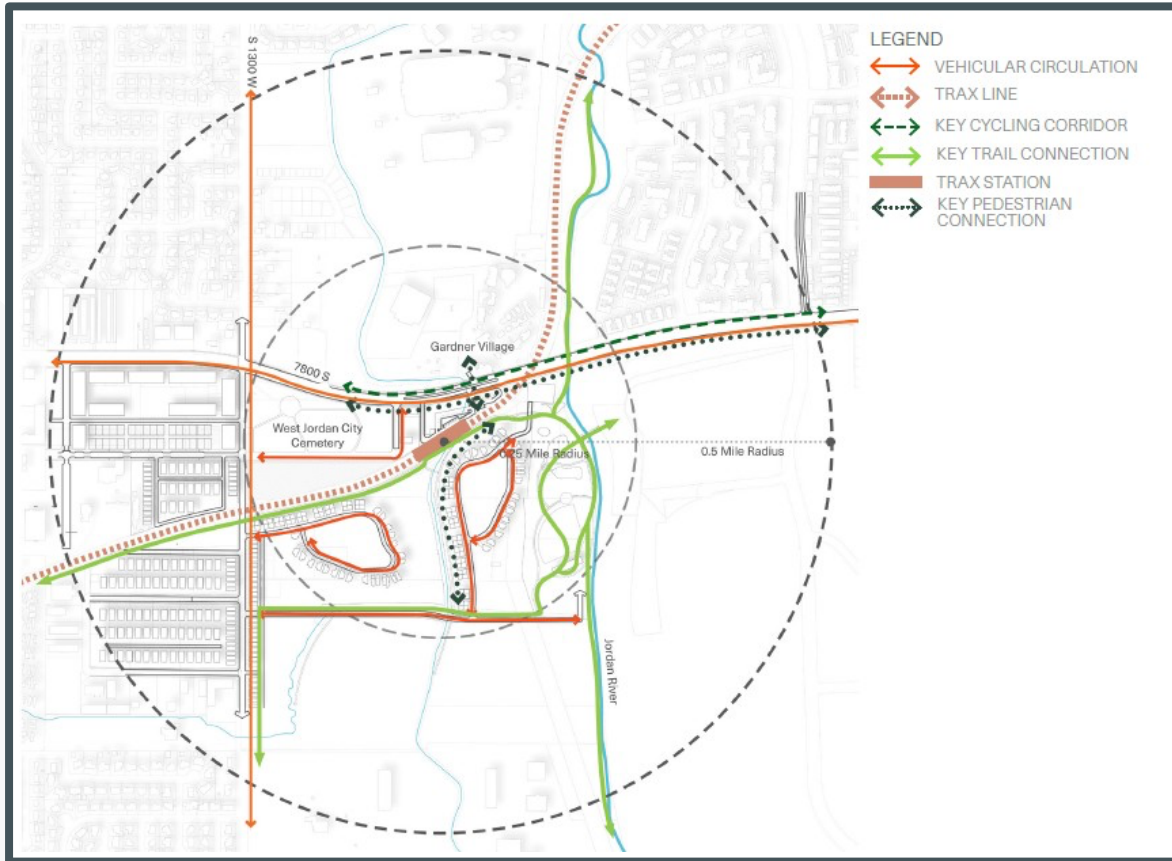 LEGEND
VEHICULAR CIRCULATION
TRAX LINE
KEY CYCLING CORRIDOR
KEY TRAIL CONNECTION
TRAX STATION
KEY PEDESTRIAN
CONNECTION
S 1300 W
Gardner Village
7800 S
West Jordan City
Cemetery
0.25 Mile Radius
0.5 Mile Radius
Jordan River